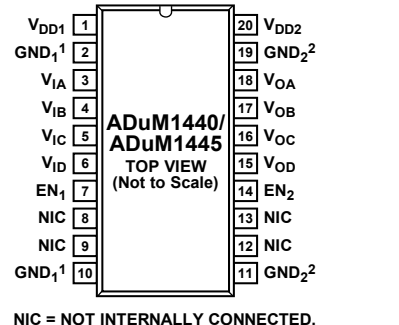 VDD1 1 20 VDD2
GND1¹ 2 19 GND2²
VIA 3 18 VOA
VIB 4 17 VOB
VIC 5 16 VOC
VID 6 15 VOD
EN1 7 14 EN2
NIC 8 13 NIC
NIC 9 12 NIC
GND1¹ 10 11 GND2²
ADuM1440/
ADuM1445
TOP VIEW
(Not to Scale)
NIC = NOT INTERNALLY CONNECTED.